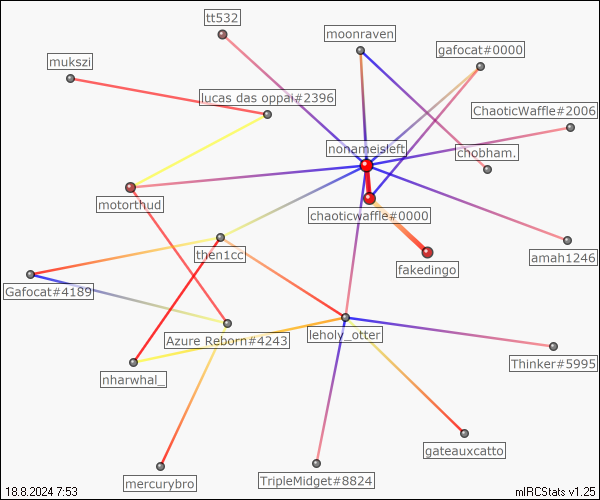 tt532
moonraven
gafocat#0000
mukszi
lucas das oppai#2396
ChaoticWaffle#2006
nonameisleft
chobham.
motorthud
chaoticwaffle#0000
then1cc
amah1246
fakedingo
Gafocat#4189
Azure Reborn#4243
leholy_otter
Thinker#5995
nharwhal_
gateauxcatto
mercurybro
TripleMidget#8824
18.8.2024 7:53
mIRCStats v1.25